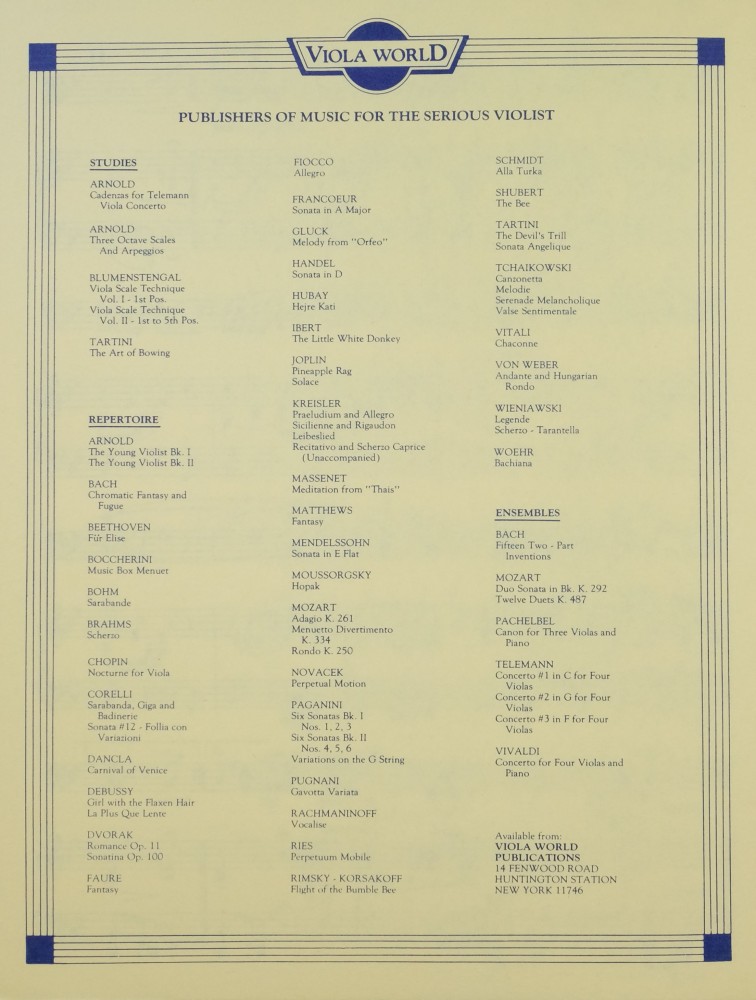 VIOLA WORLD
PUBLISHERS OF MUSIC FOR THE SERIOUS VIOLIST
STUDIES
ARNOLD
Cadenzas for Telemann
Viola Concerto
ARNOLD
Three Octave Scales
And Arpeggios
BLUMENSTENGAL
Viola Scale Technique
Vol. I - 1st Pos.
Viola Scale Technique
Vol. II - 1st to 5th Pos.
TARTINI
The Art of Bowing
REPERTOIRE
ARNOLD
The Young Violist Bk. I
The Young Violist Bk. II
BACH
Chromatic Fantasy and
Fugue
BEETHOVEN
Für Elise
BOCCHERINI
Music Box Menuet
BOHM
Sarabande
BRAHMS
Scherzo
CHOPIN
Nocturne for Viola
CORELLI
Sarabanda, Giga and
Badinerie
Sonata #12 - Follia con
Variazioni
DANCLA
Carnival of Venice
DEBUSSY
Girl with the Flaxen Hair
La Plus Que Lente
DVORAK
Romance Op. 11
Sonatina Op. 100
FAURE
Fantasy
FIOCCO
Allegro
FRANCOEUR
Sonata in A Major
GLUCK
Melody from "Orfeo"
HANDEL
Sonata in D
HUBAY
Hejre Kati
IBERT
The Little White Donkey
JOPLIN
Pineapple Rag
Solace
KREISLER
Praeludium and Allegro
Sicilienne and Rigaudon
Leibeslied
Recitativo and Scherzo Caprice
(Unaccompanied)
MASSENET
Meditation from "Thais"
MATTHEWS
Fantasy
MENDELSSOHN
Sonata in E Flat
MOUSSORGSKY
Hopak
MOZART
Adagio K. 261
Menuetto Divertimento
K. 334
Rondo K. 250
NOVACEK
Perpetual Motion
PAGANINI
Six Sonatas Bk. I
Nos. 1, 2, 3
Six Sonatas Bk. II
Nos. 4, 5, 6
Variations on the G String
PUGNANI
Gavotta Variata
RACHMANINOFF
Vocalise
RIES
Perpetuum Mobile
RIMSKY - KORSAKOFF
Flight of the Bumble Bee
SCHMIDT
Alla Turka
SHUBERT
The Bee
TARTINI
The Devil's Trill
Sonata Angelique
TCHAIKOWSKI
Canzonetta
Melodie
Serenade Melancholique
Valse Sentimentale
VITALI
Chaconne
VON WEBER
Andante and Hungarian
Rondo
WIENIAWSKI
Legende
Scherzo - Tarantella
WOEHR
Bachiana
ENSEMBLES
BACH
Fifteen Two - Part
Inventions
MOZART
Duo Sonata in Bk. K. 292
Twelve Duets K. 487
PACHELBEL
Canon for Three Violas and
Piano
TELEMANN
Concerto #1 in C for Four
Violas
Concerto #2 in G for Four
Violas
Concerto #3 in F for Four
Violas
VIVALDI
Concerto for Four Violas and
Piano
Available from:
VIOLA WORLD
PUBLICATIONS
14 FENWOOD ROAD
HUNTINGTON STATION
NEW YORK 11746